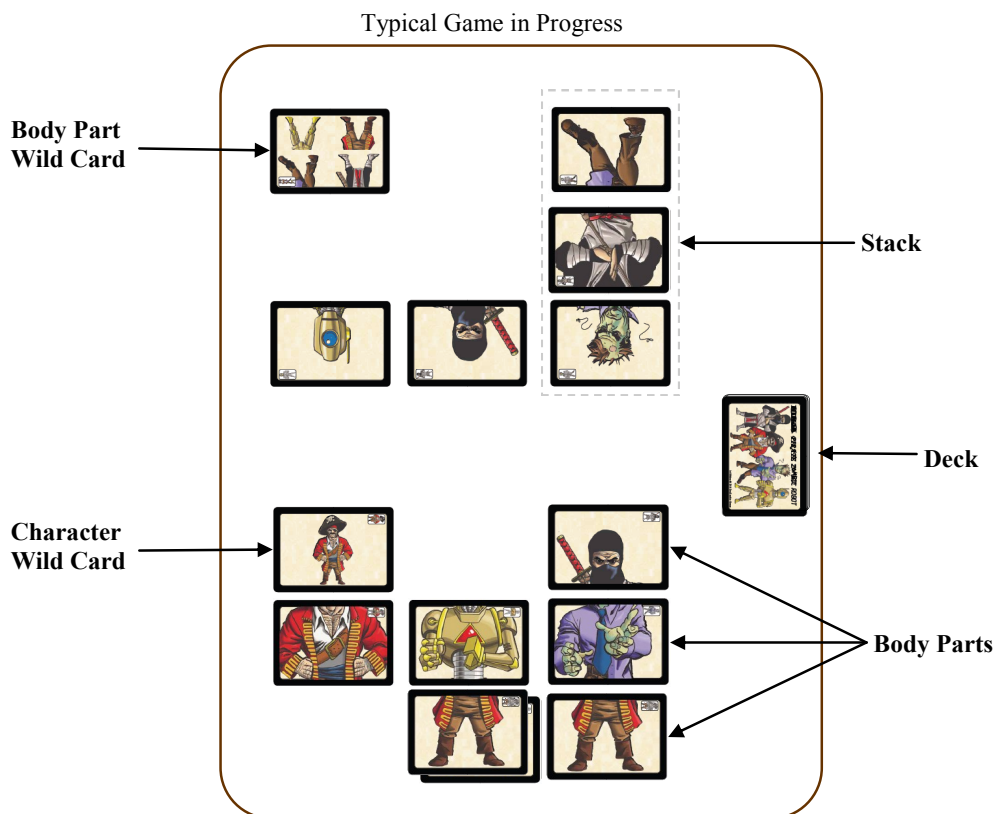 Typical Game in Progress
Body Part
Wild Card
Stack
Deck
Character
Wild Card
Body Parts